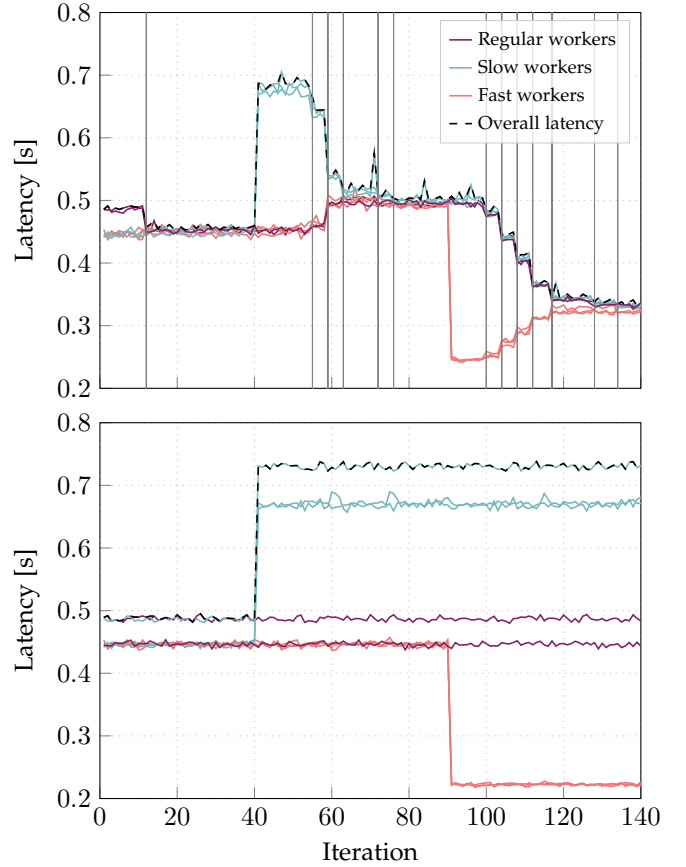 0.8
0.7
0.6
0.5
0.4
0.3
0.2
Latency [s]
Regular workers
Slow workers
Fast workers
Overall latency
0.8
0.7
0.6
0.5
0.4
0.3
0.2
Latency [s]
0 20 40 60 80 100 120 140
Iteration